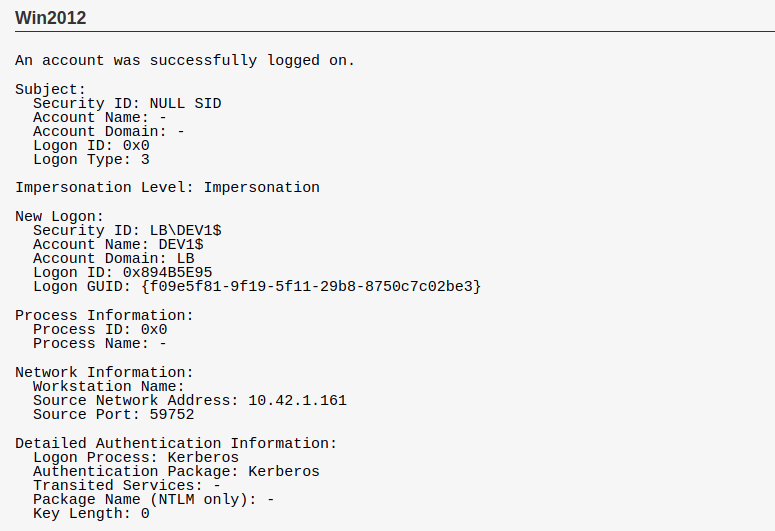 Win2012
An account was successfully logged on.
Subject:
Security ID: NULL SID
Account Name: -
Account Domain: -
Logon ID: 0x0
Logon Type: 3
Impersonation Level: Impersonation
New Logon:
Security ID: LB\DEV1$
Account Name: DEV1$
Account Domain: LB
Logon ID: 0x894B5E95
Logon GUID: {f09e5f81-9f19-5f11-29b8-8750c7c02be3}
Process Information:
Process ID: 0x0
Process Name: -
Network Information:
Workstation Name:
Source Network Address: 10.42.1.161
Source Port: 59752
Detailed Authentication Information:
Logon Process: Kerberos
Authentication Package: Kerberos
Transited Services: -
Package Name (NTLM only): -
Key Length: 0